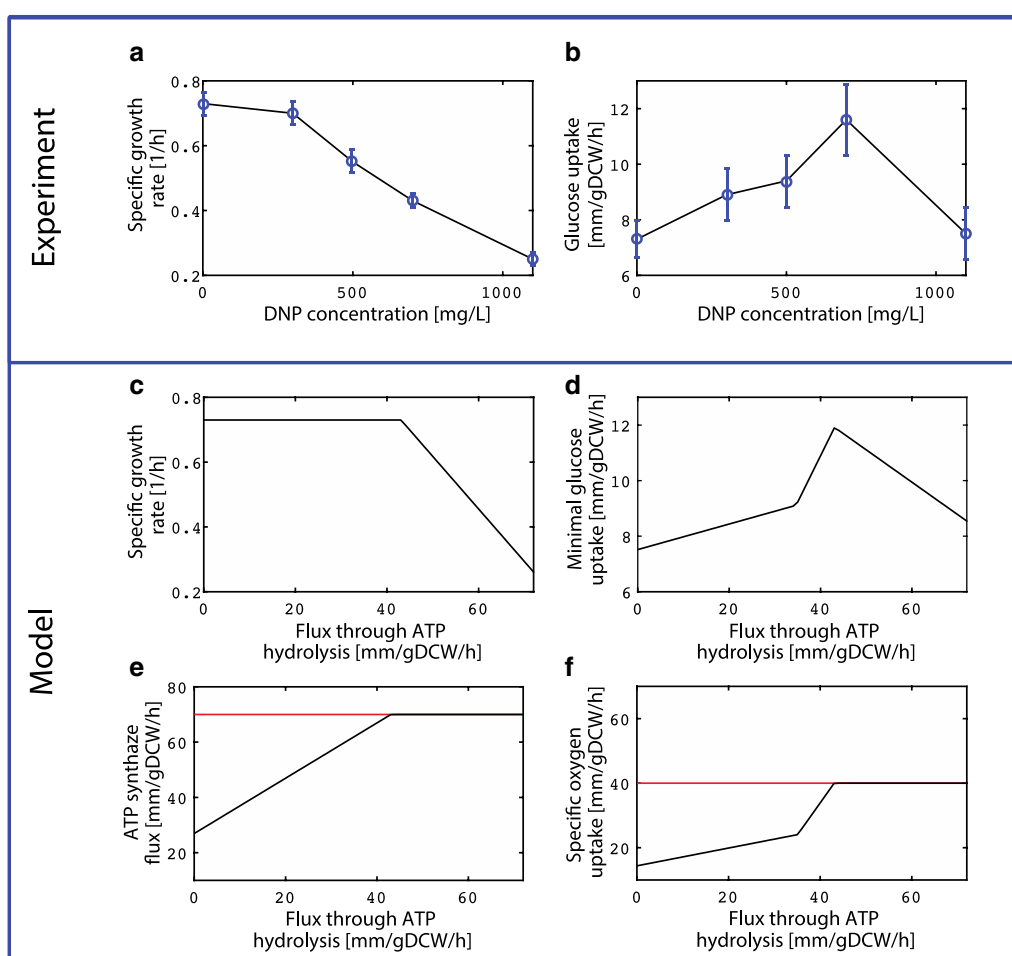 Experiment
a
Specific growth
rate [1/h]
0.8
0.6
0.4
0.2
0
500
1000
DNP concentration [mg/L]
b
Glucose uptake
[mm/gDCW/h]
12
10
8
6
0
500
1000
DNP concentration [mg/L]
Model
c
Specific growth
rate [1/h]
0.8
0.6
0.4
0.2
0
20
40
60
Flux through ATP
hydrolysis [mm/gDCW/h]
d
Minimal glucose
uptake [mm/gDCW/h]
12
10
8
6
0
20
40
60
Flux through ATP
hydrolysis [mm/gDCW/h]
e
ATP synthaze
flux [mm/gDCW/h]
80
60
40
20
0
20
40
60
Flux through ATP
hydrolysis [mm/gDCW/h]
f
Specific oxygen
uptake [mm/gDCW/h]
60
40
20
0
20
40
60
Flux through ATP
hydrolysis [mm/gDCW/h]